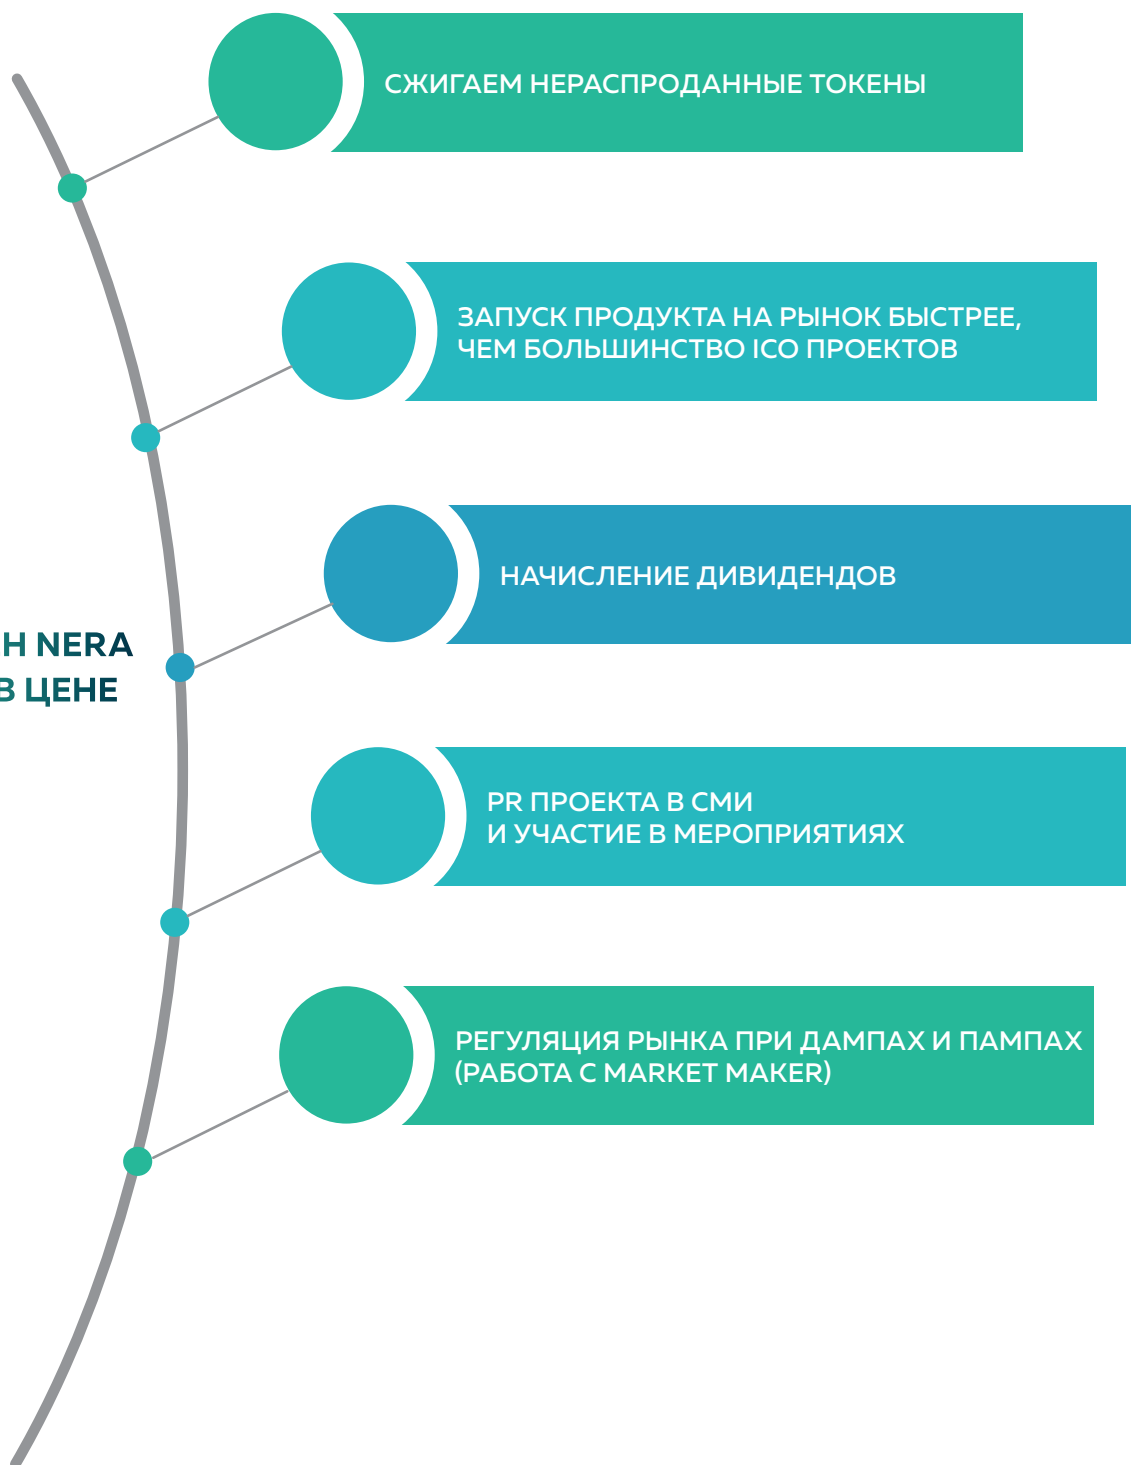 СЖИГАЕМ НЕРАСПРОДАННЫЕ ТОКЕНЫ
ЗАПУСК ПРОДУКТА НА РЫНОК БЫСТРЕЕ,
ЧЕМ БОЛЬШИНСТВО ICO ПРОЕКТОВ
НАЧИСЛЕНИЕ ДИВИДЕНДОВ
Н NERA
В ЦЕНЕ
PR ПРОЕКТА В СМИ
И УЧАСТИЕ В МЕРОПРИЯТИЯХ
РЕГУЛЯЦИЯ РЫНКА ПРИ ДАМПАХ И ПАМПАХ
(РАБОТА С MARKET MAKER)